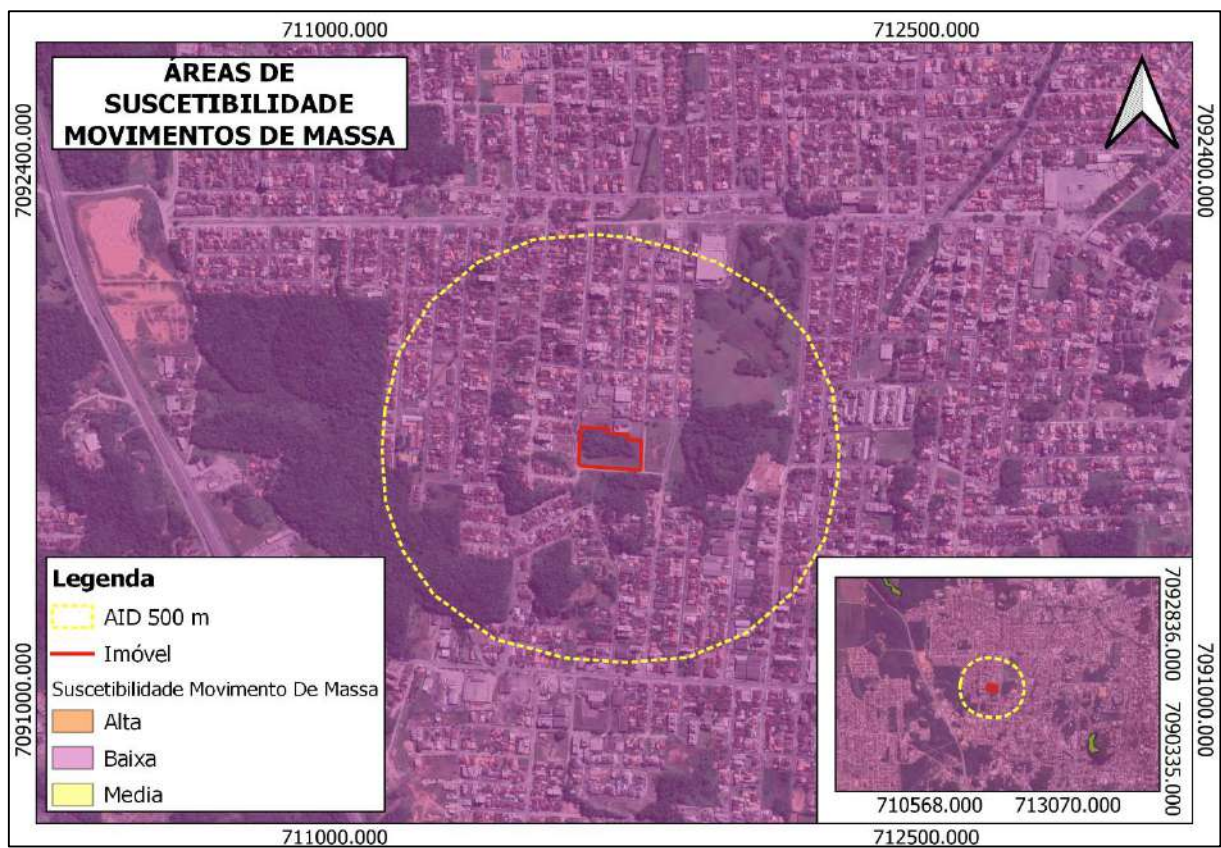 711000.000
712500.000
ÁREAS DE
SUSCETIBILIDADE
MOVIMENTOS DE MASSA
7092400.000
7092400.000
Legenda
AID 500 m
Imóvel
Suscetibilidade Movimento De Massa
Alta
Baixa
Media
7091000.000
7092836.000
7090335.000
7091000.000
710568.000
713070.000
711000.000
712500.000